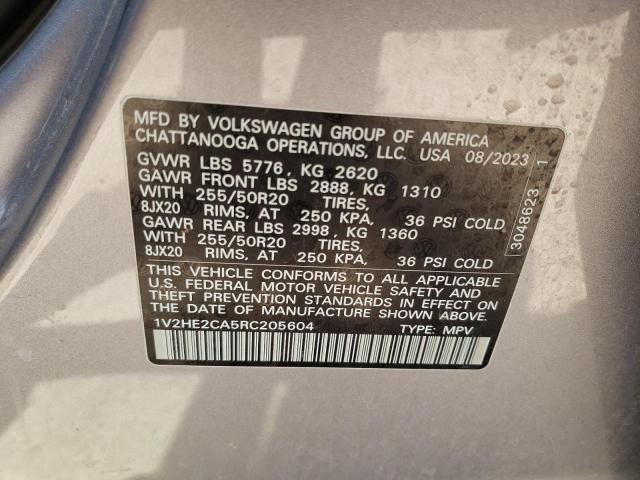 MFD BY VOLKSWAGEN GROUP OF AMERICA
CHATTANOOGA OPERATIONS, LLC. USA 08/2023
GVWR LBS 5776, KG 2620
GAWR FRONT LBS 2888, KG 1310
WITH 255/50R20 TIRES,
8JX20 RIMS, AT 250 KPA. 36 PSI COLD
GAWR REAR LBS 2998, KG 1360
WITH 255/50R20 TIRES,
8JX20 RIMS, AT 250 KPA. 36 PSI COLD
THIS VEHICLE CONFORMS TO ALL APPLICABLE
U.S. FEDERAL MOTOR VEHICLE SAFETY AND
THEFT PREVENTION STANDARDS IN EFFECT ON
THE DATE OF MANUFACTURE SHOWN ABOVE.
1V2HE2CA5RC205604 TYPE: MPV
3048623 1